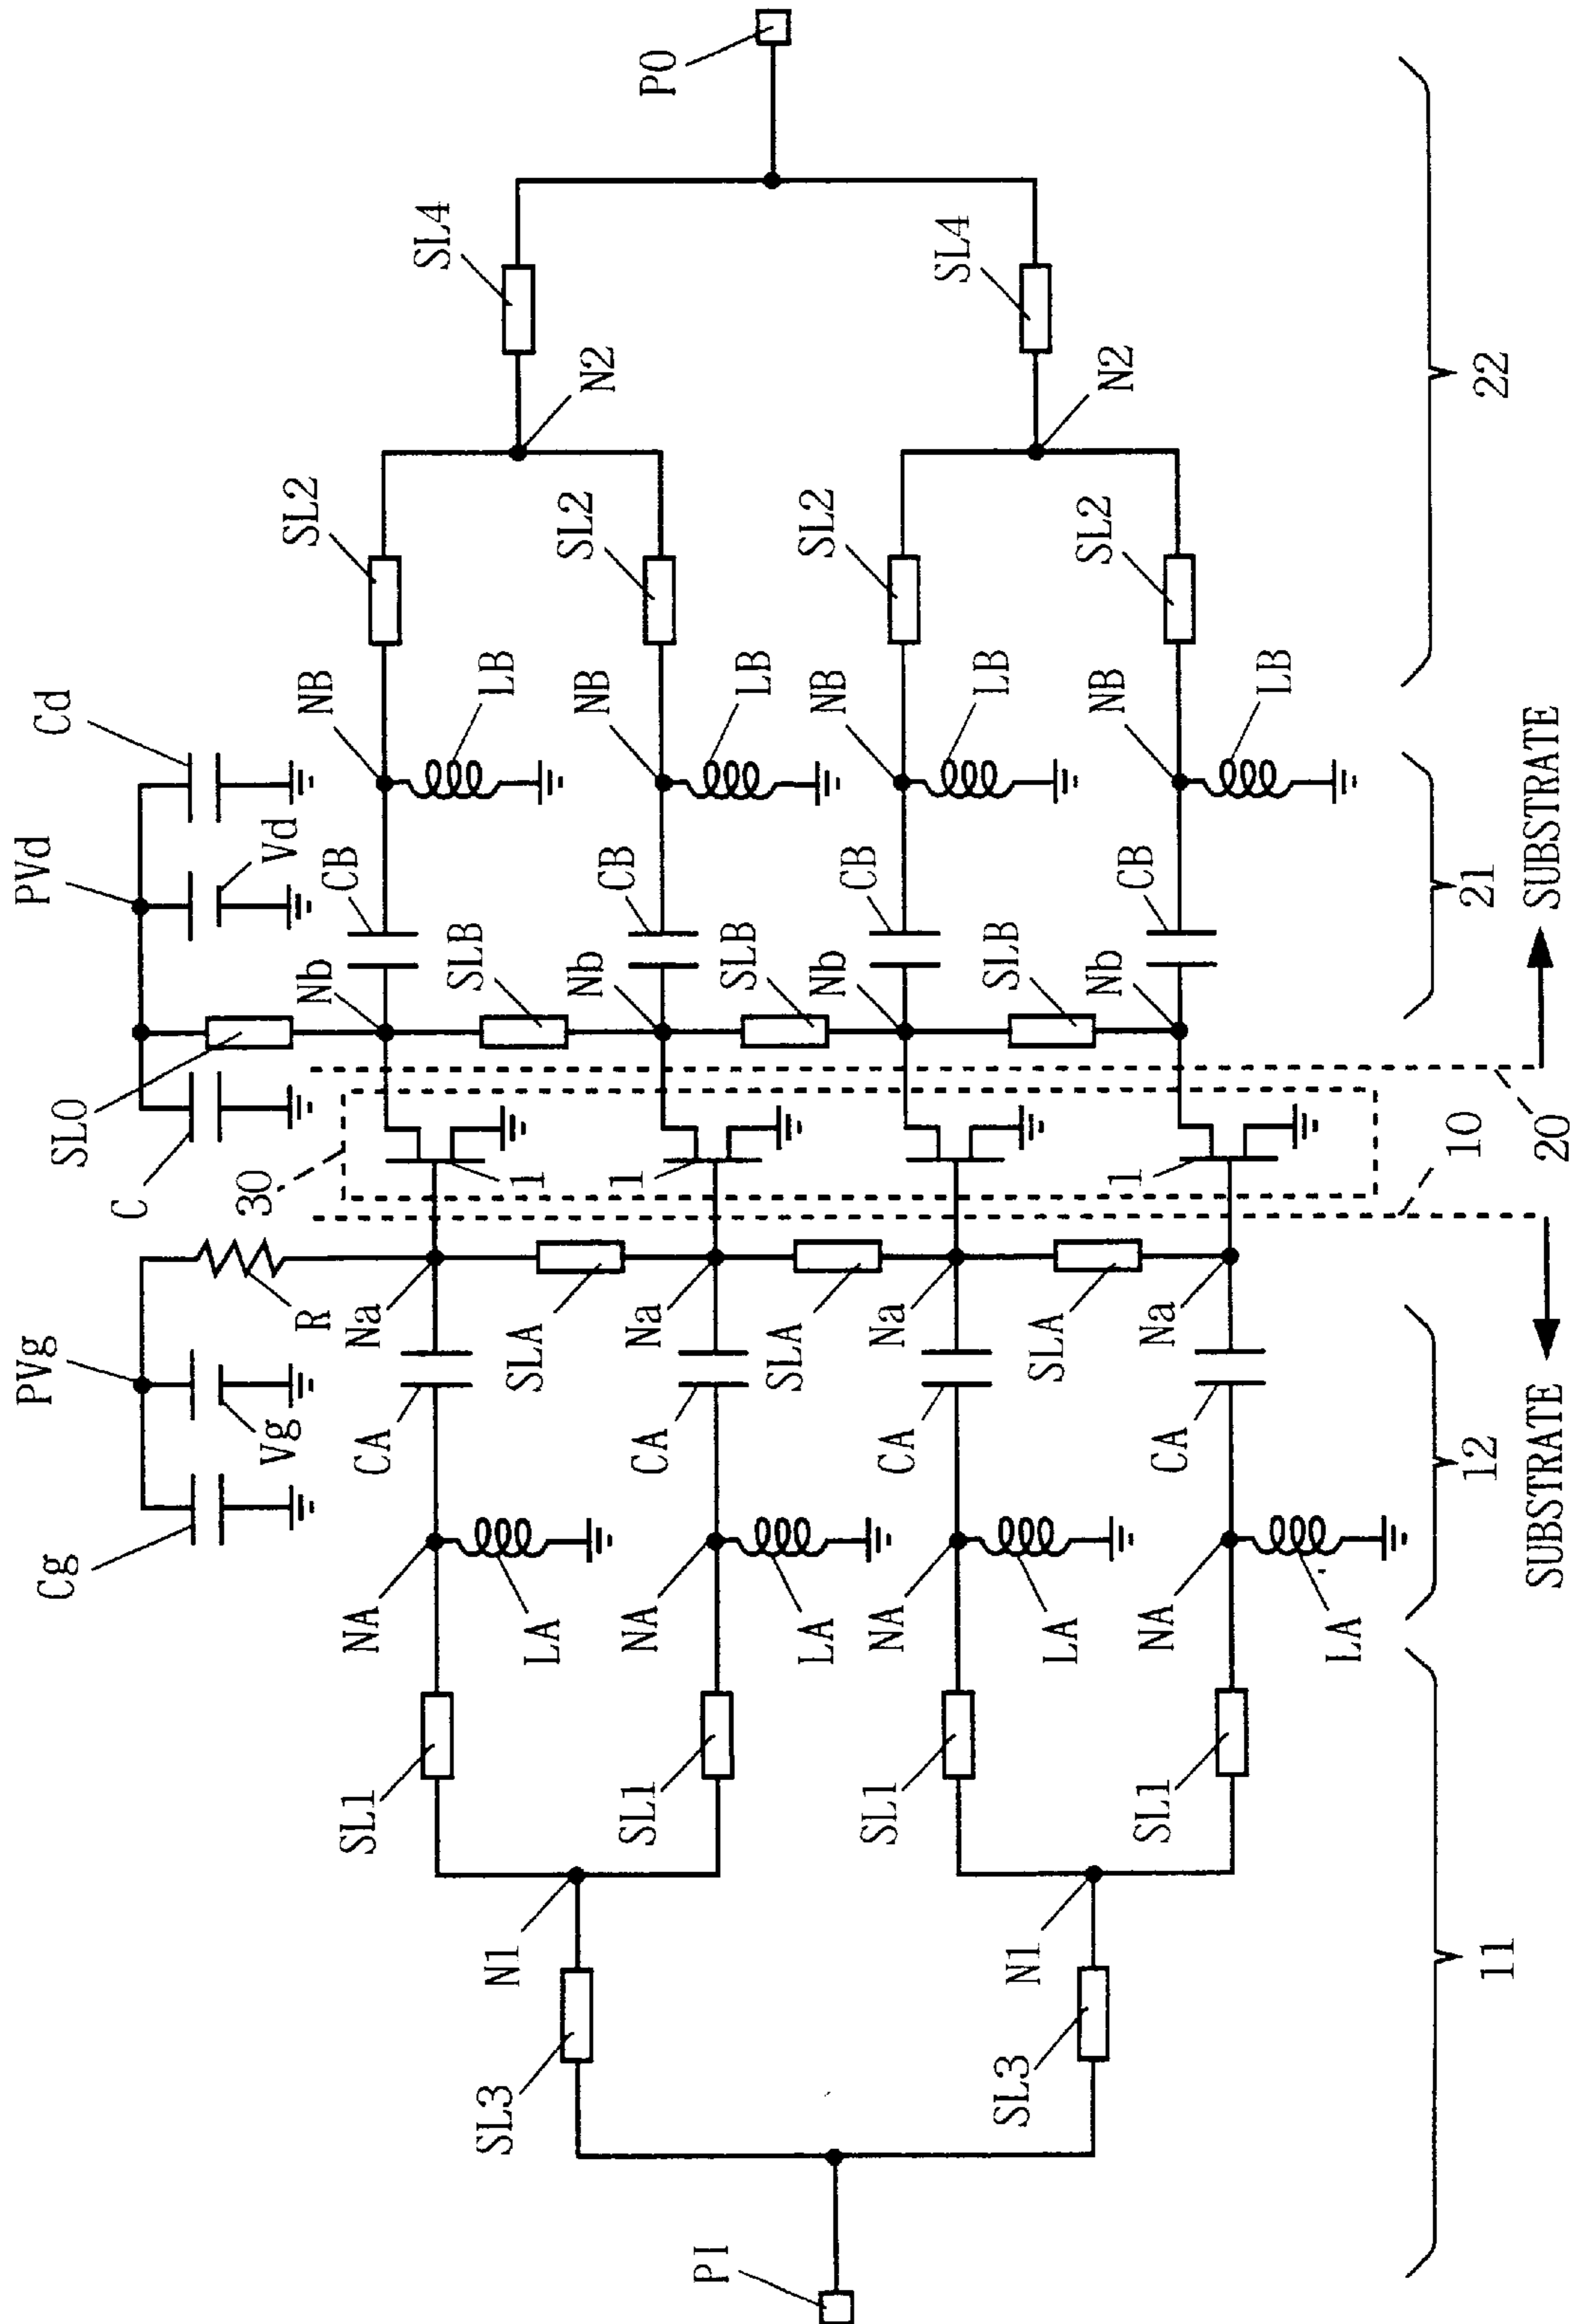 Cg
PVg
SL0
PVd
Cd
C
Vg
R
30
Vd
SL2
SL1
NA
CA
Na
Nb
CB
NB
SL4
SL3
N1
LA
SLA
1
SLB
LB
N2
SL1
NA
CA
Na
1
Nb
CB
NB
SL2
PO
PI
LA
SLA
SLB
LB
SL1
NA
CA
Na
Nb
CB
NB
SL2
SL4
SL3
N1
LA
SLA
SLB
LB
N2
SL1
NA
CA
Na
1
Nb
CB
NB
SL2
LA
LB
11
12
10
20
21
22
SUBSTRATE
SUBSTRATE